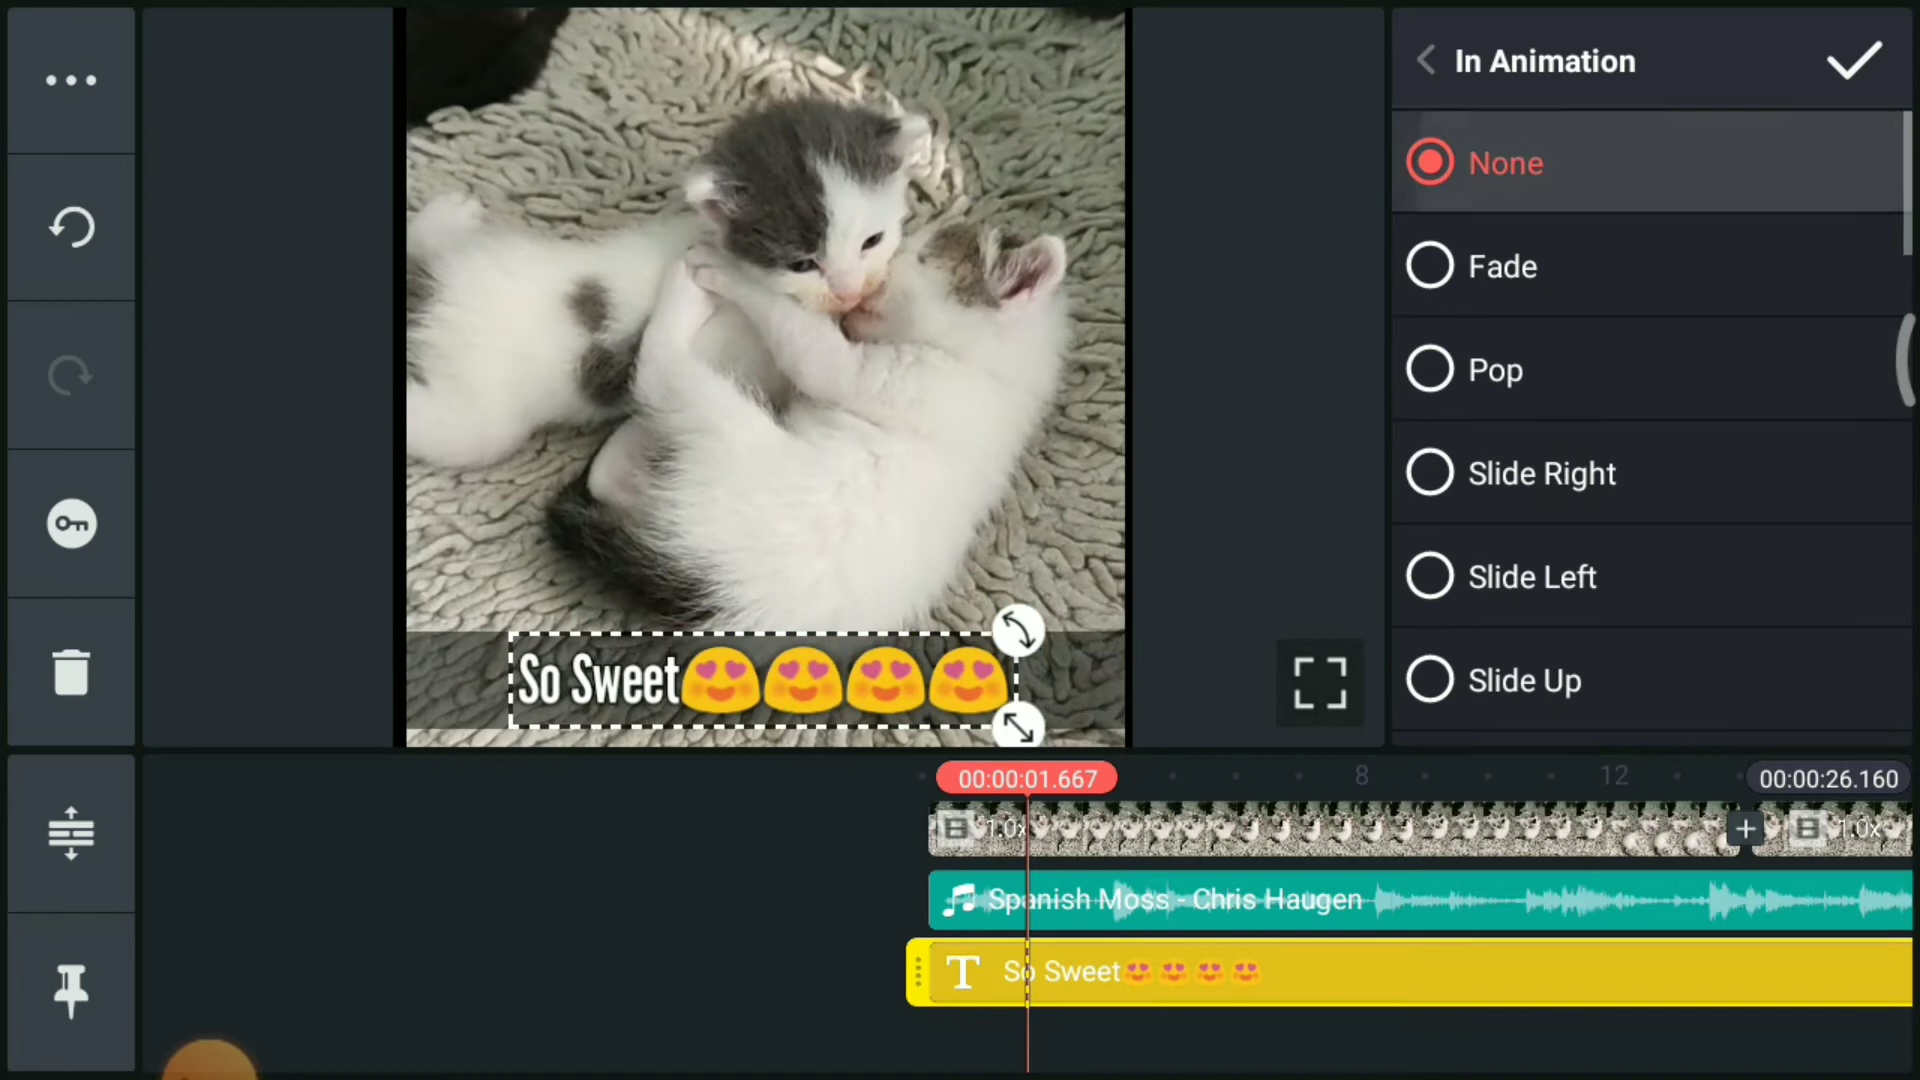 In Animation
None
Fade
Pop
Slide Right
Slide Left
Slide Up
So Sweet😍😍😍😍
00:00:01.667
8
12
00:00:26.160
1.0x
1.0x
Spanish Moss - Chris Haugen
T So Sweet😍😍😍😍